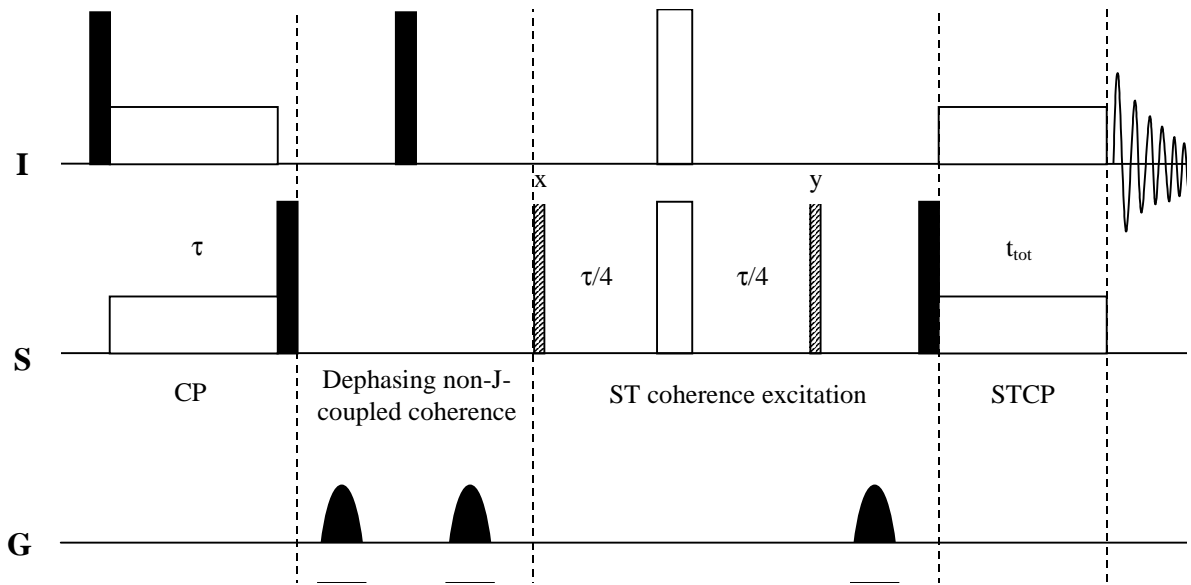 I
x
y
τ
τ/4
τ/4
t_tot
S
CP
Dephasing non-J-
coupled coherence
ST coherence excitation
STCP
G